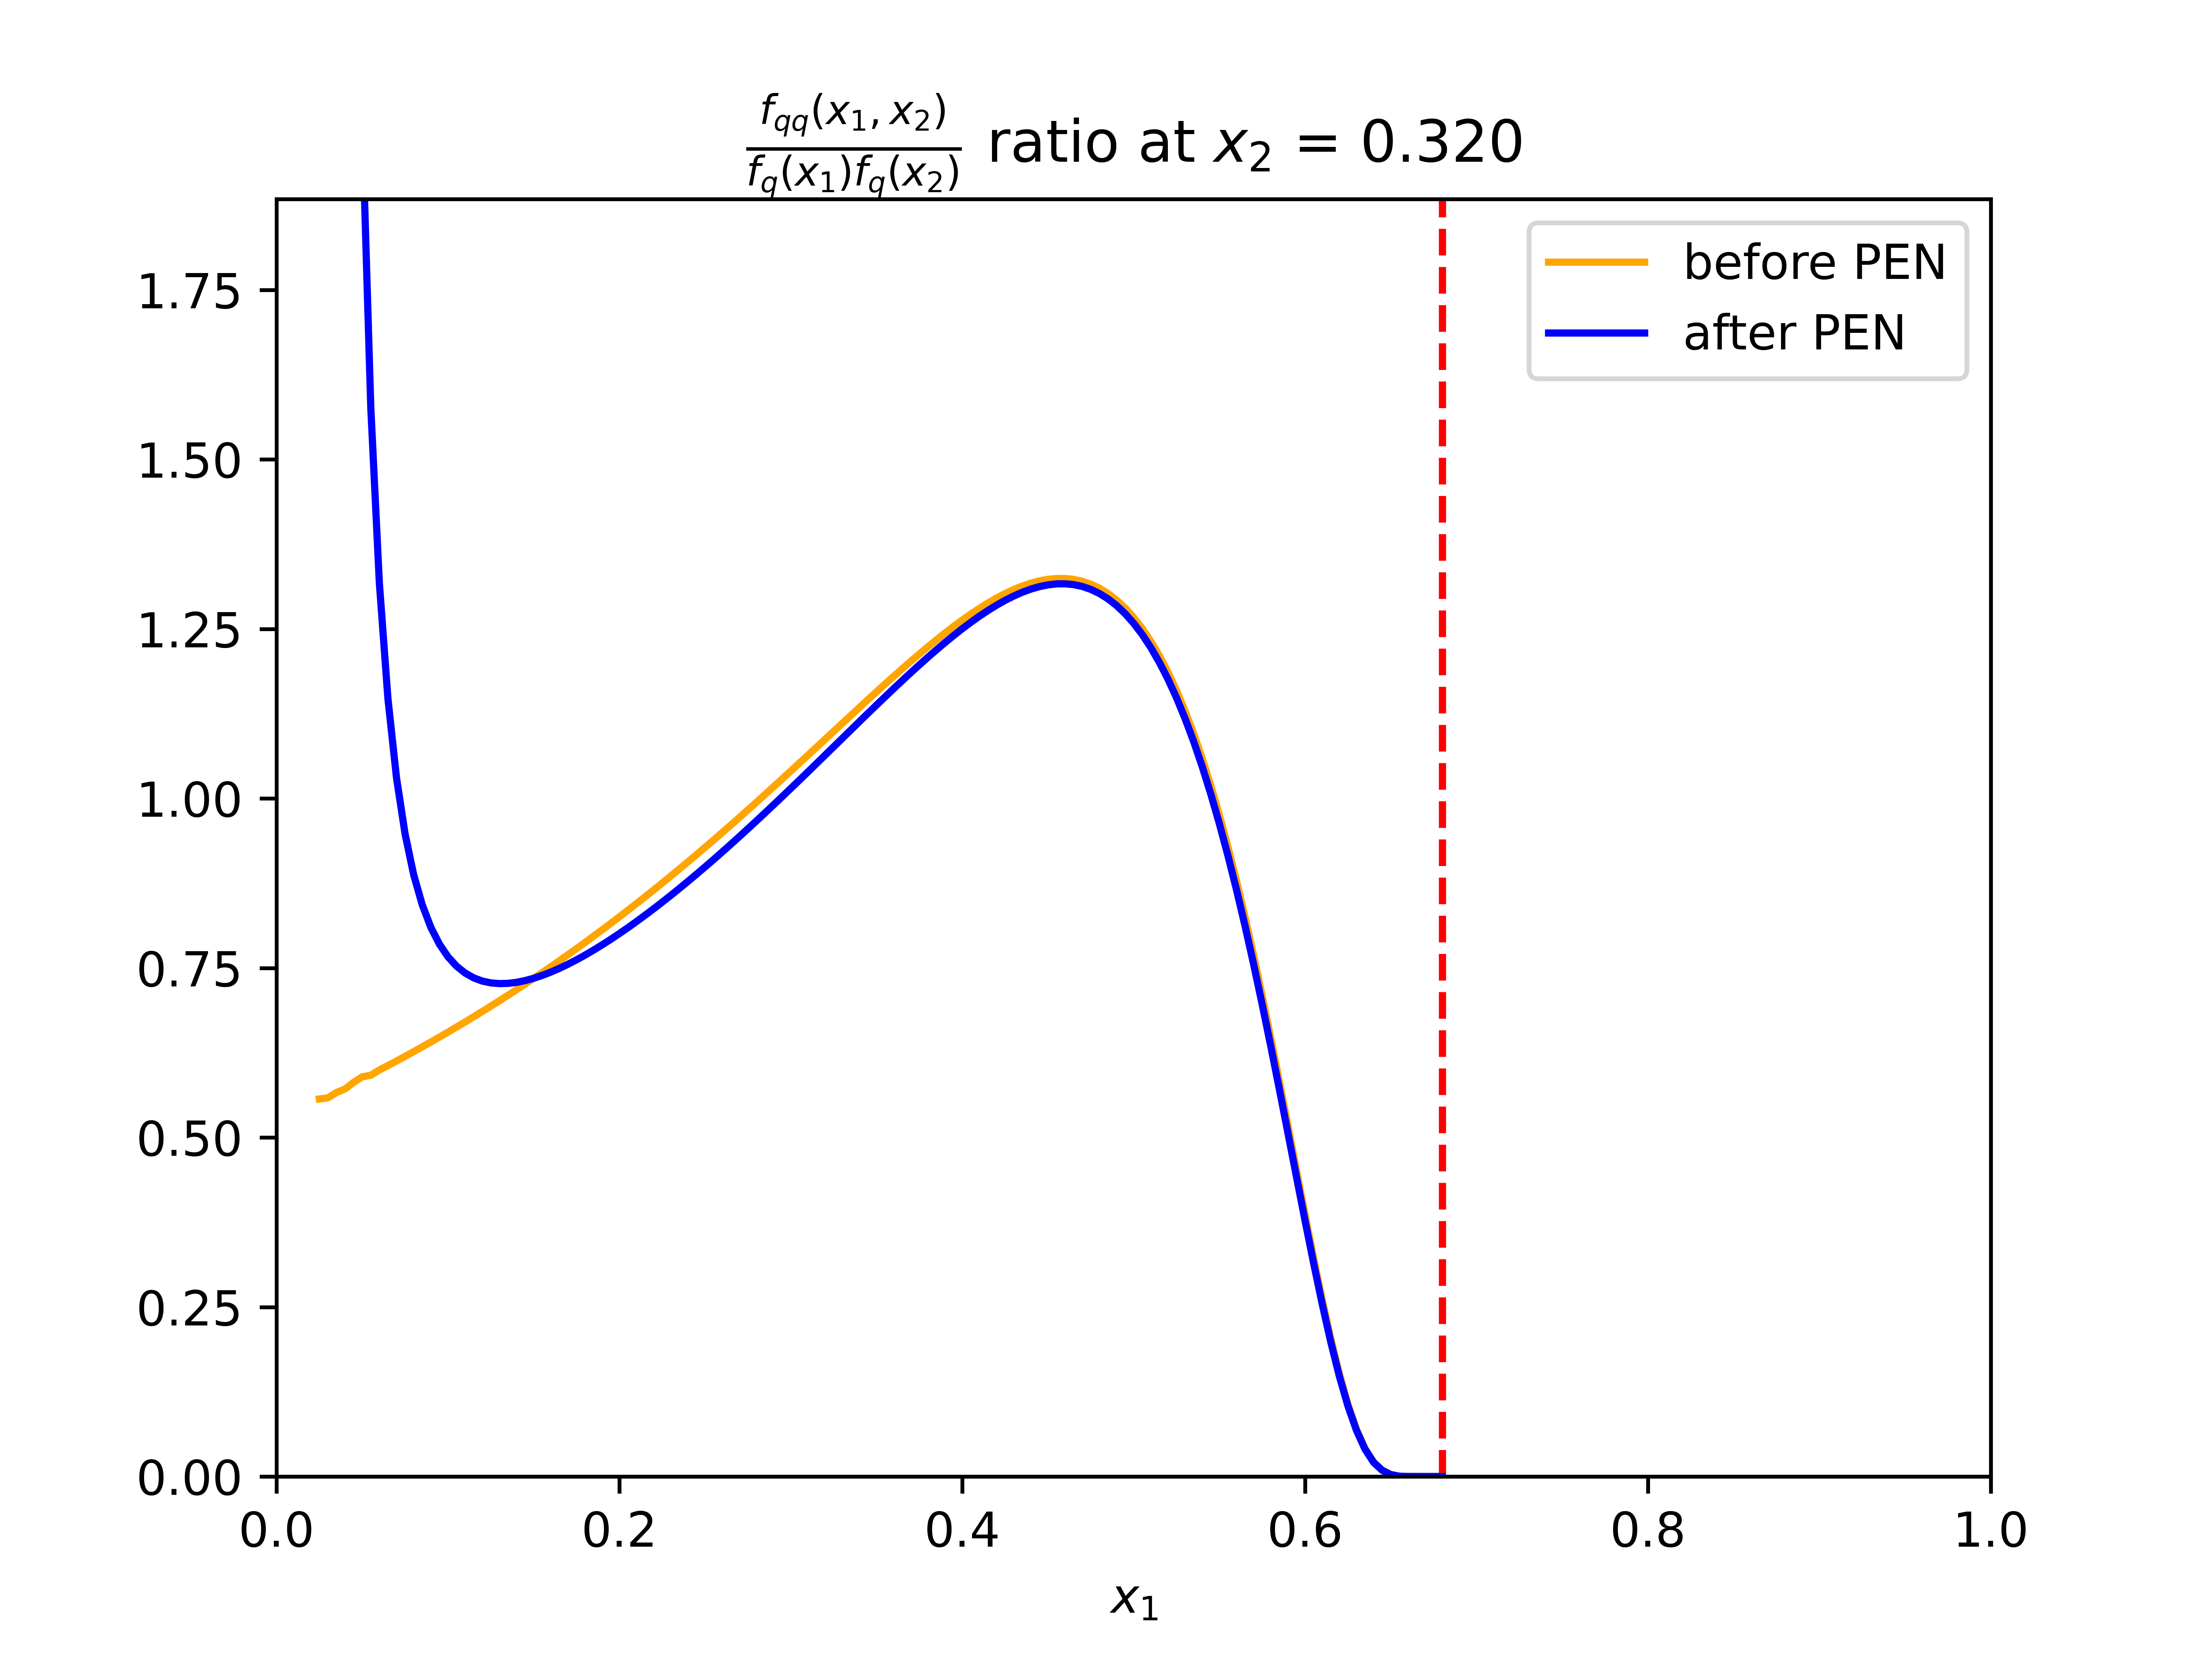 f_{qq}(x_1, x_2)
f_q(x_1)f_q(x_2)
ratio at x_2 = 0.320
before PEN
after PEN
1.75
1.50
1.25
1.00
0.75
0.50
0.25
0.00
0.0 0.2 0.4 0.6 0.8 1.0
x_1